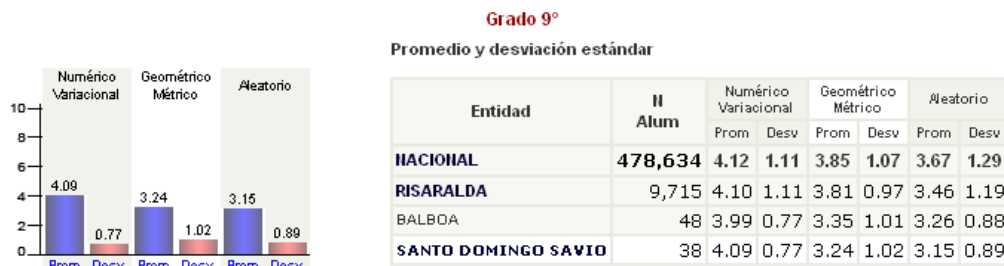 Grado 9°
Promedio y desviación estándar
Numérico Variacional Geométrico Métrico Aleatorio
10
8
6
4
2
0
4.09 0.77 3.24 1.02 3.15 0.89
Prom Desv Prom Desv Prom Desv
Entidad N Alum Numérico Variacional Geométrico Métrico Aleatorio
Prom Desv Prom Desv Prom Desv
NACIONAL 478,634 4.12 1.11 3.85 1.07 3.67 1.29
RISARALDA 9,715 4.10 1.11 3.81 0.97 3.46 1.19
BALBOA 48 3.99 0.77 3.35 1.01 3.26 0.88
SANTO DOMINGO SAVIO 38 4.09 0.77 3.24 1.02 3.15 0.89